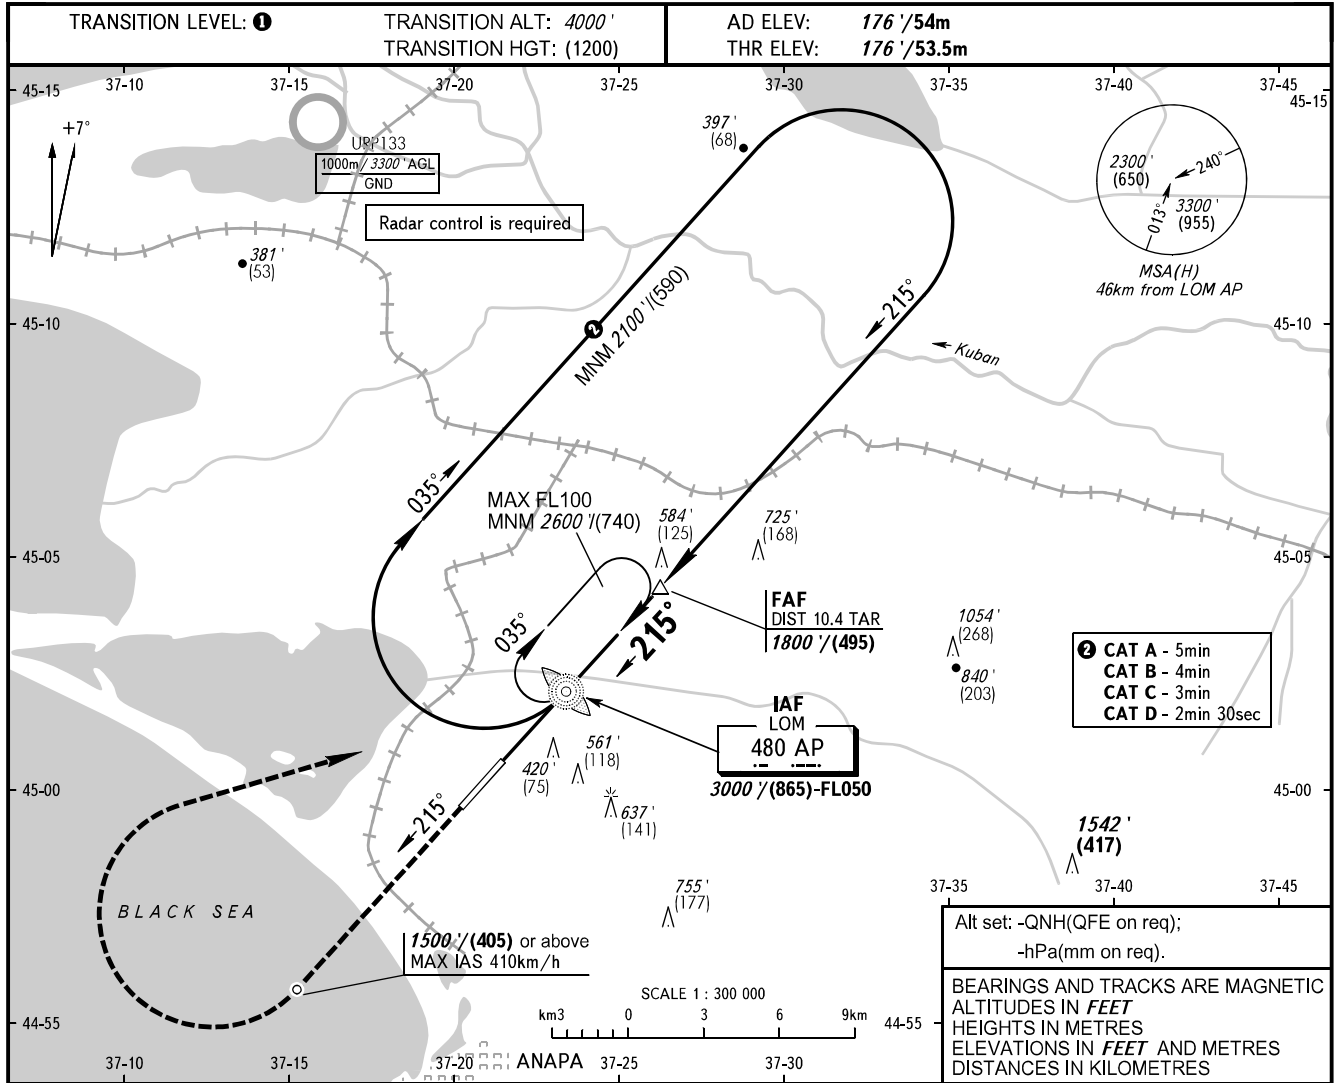 TRANSITION LEVEL: ❶
TRANSITION ALT: 4000 '
TRANSITION HGT: (1200)
AD ELEV: 176 '/54m
THR ELEV: 176 '/53.5m
37-10 37-15 37-20 37-25 37-30 37-35 37-40 37-45
45-15 45-15
+7°
URP133
1000m / 3300 ' AGL
GND
Radar control is required
397 '
(68)
2300 '
(650)
240°
3300 '
(955)
013°
MSA(H)
46km from LOM AP
381 '
(53)
❷
MNM 2100 '/(590)
215°
45-10 45-10
Kuban
035°
MAX FL100
MNM 2600 '/(740)
584 '
(125)
725 '
(168)
45-05 45-05
FAF
DIST 10.4 TAR
1800 '/(495)
035°
215°
1054 '
(268)
840 '
(203)
❷ CAT A - 5min
CAT B - 4min
CAT C - 3min
CAT D - 2min 30sec
IAF
LOM
480 AP
3000 '/(865)-FL050
420 '
(75)
561 '
(118)
637 '
(141)
45-00 45-00
215°
1542 '
(417)
755 '
(177)
37-35 37-40 37-45
BLACK SEA
1500 '/(405) or above
MAX IAS 410km/h
Alt set: -QNH(QFE on req);
-hPa(mm on req).
BEARINGS AND TRACKS ARE MAGNETIC
ALTITUDES IN FEET
HEIGHTS IN METRES
ELEVATIONS IN FEET AND METRES
DISTANCES IN KILOMETRES
SCALE 1 : 300 000
km3 0 3 6 9km
44-55 44-55
ANAPA
37-10 37-15 37-20 37-25 37-30